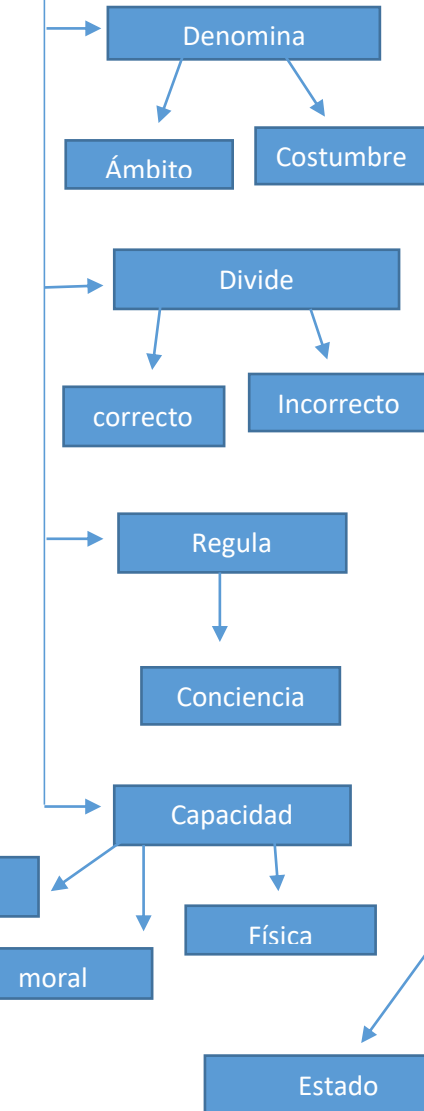 Denomina
Ámbito
Costumbre
Divide
correcto
Incorrecto
Regula
Conciencia
Capacidad
Física
moral
Estado